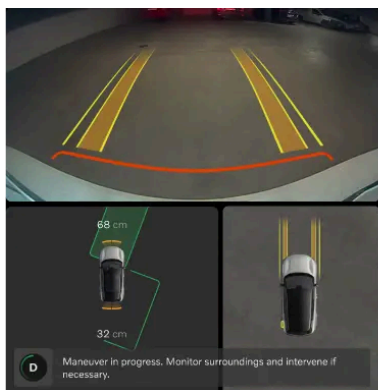 68 cm
32 cm
D
Maneuver in progress. Monitor surroundings and intervene if
necessary.